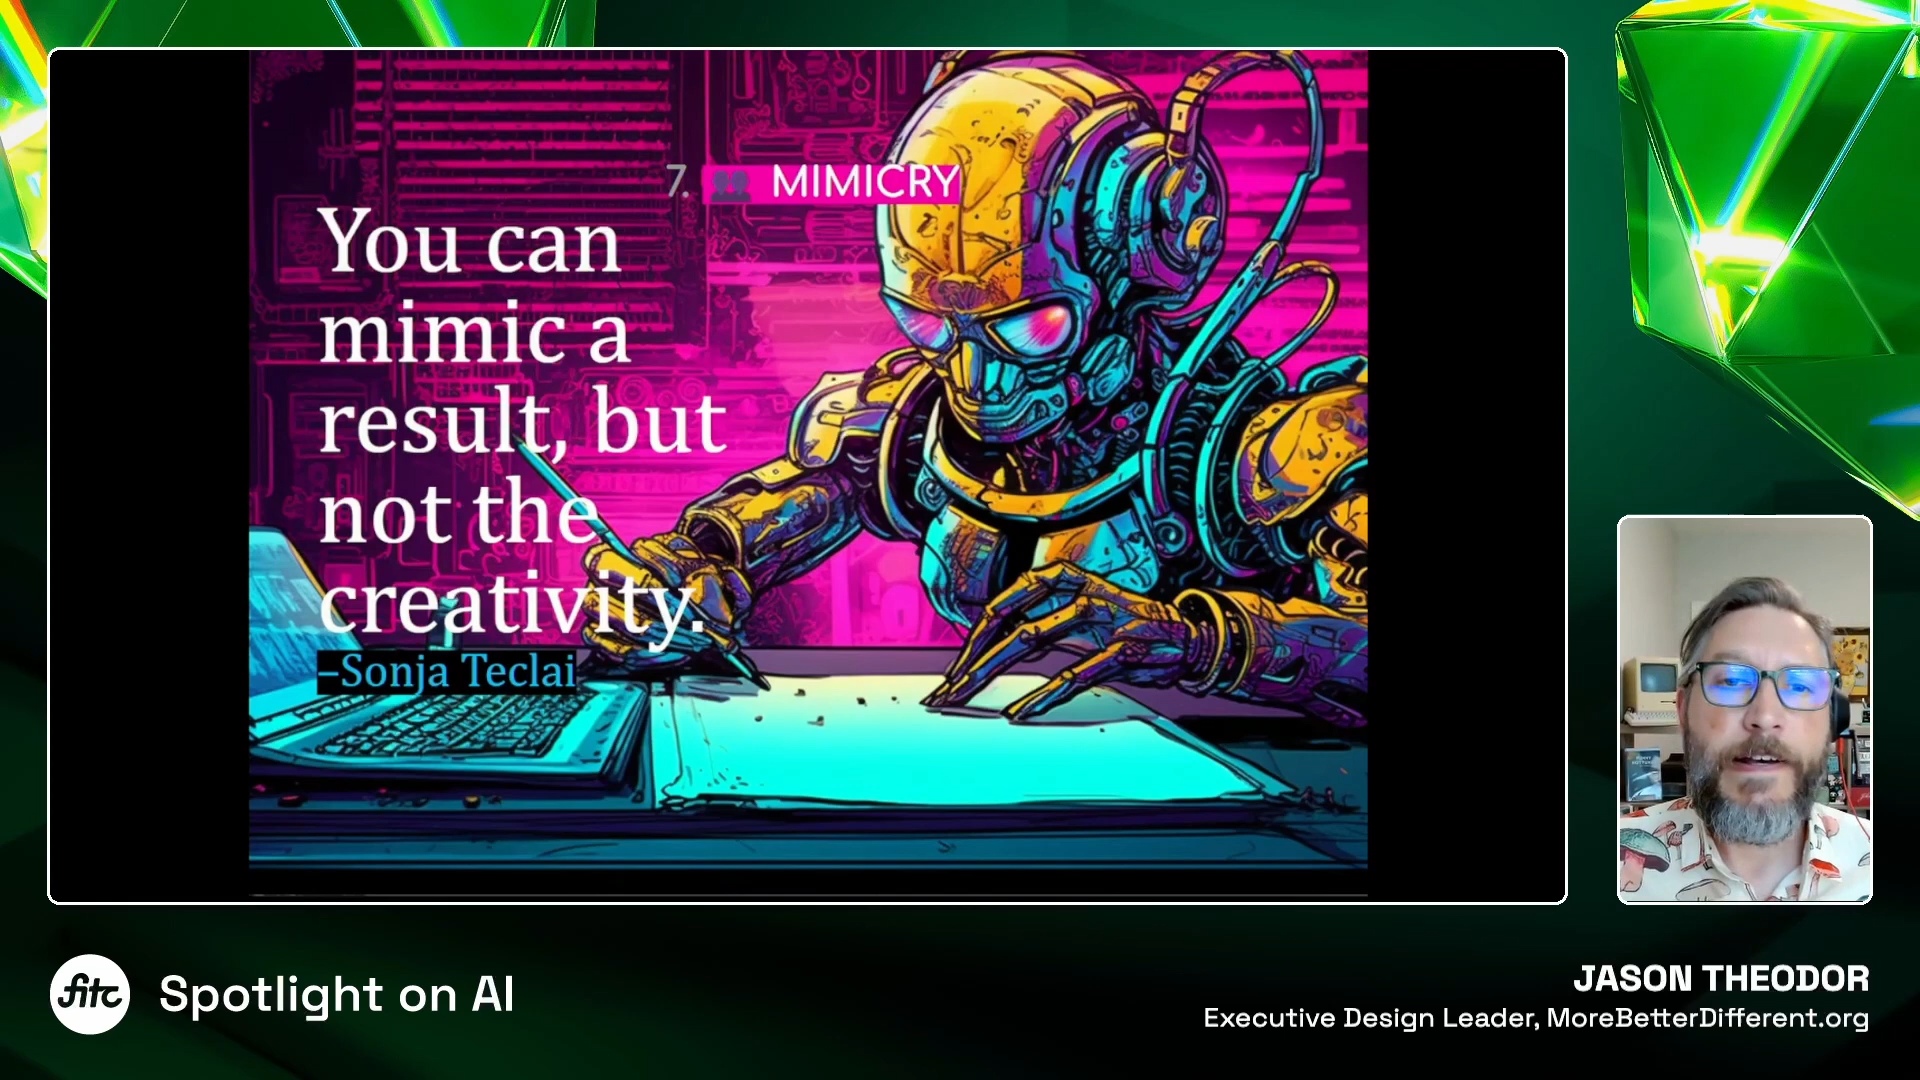 7. MIMICRY
You can
mimic a
result, but
not the
creativity.
–Sonja Teclai
fitc
Spotlight on AI
JASON THEODOR
Executive Design Leader, MoreBetterDifferent.org